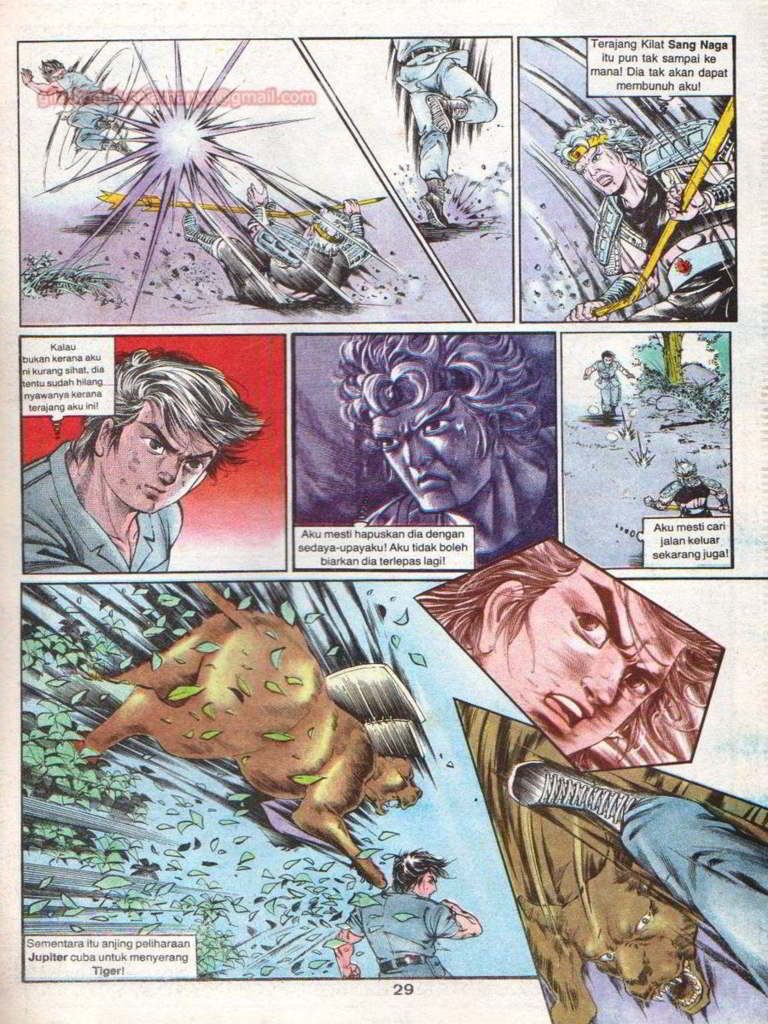 Terajang Kilat Sang Naga
itu pun tak sampai ke
mana! Dia tak akan dapat
membunuh aku!
Kalau
bukan kerana aku
ni kurang sihat, dia
tentu sudah hilang
nyawanya kerana
terajang aku ini!
Aku mesti hapuskan dia dengan
sedaya-upayaku! Aku tidak boleh
biarkan dia terlepas lagi!
Aku mesti cari
jalan keluar
sekarang juga!
Sementara itu anjing peliharaan
Jupiter cuba untuk menyerang
Tiger!
29